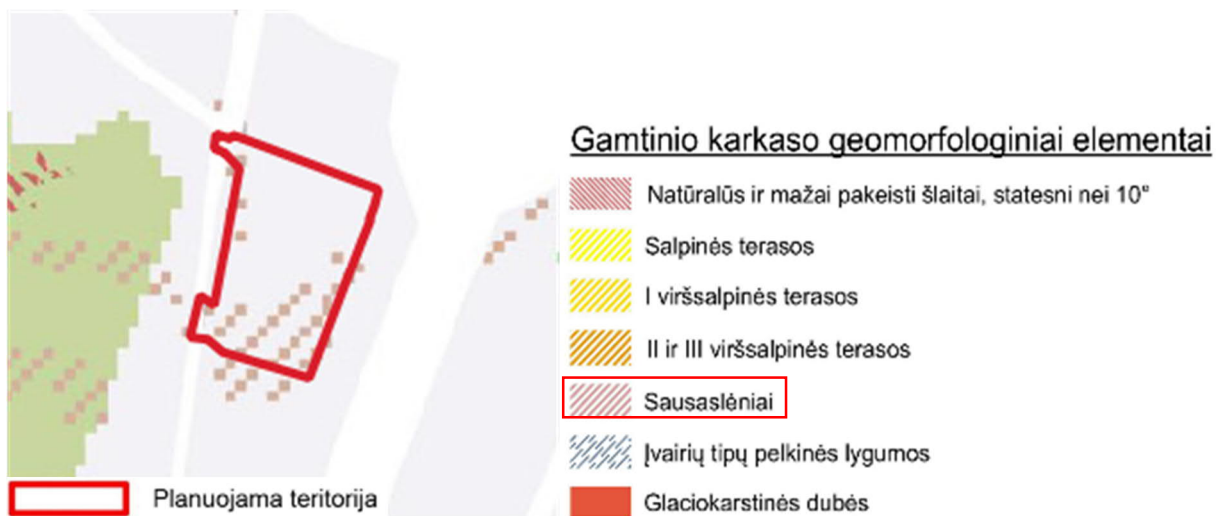 Gamtinio karkaso geomorfologiniai elementai
Natūralūs ir mažai pakeisti šlaitai, statesni nei 10°
Salpinės terasos
I viršsalpinės terasos
II ir III viršsalpinės terasos
Sausaslėniai
Įvairių tipų pelkinės lygumos
Glaciokarstinės dubės
Planuojama teritorija